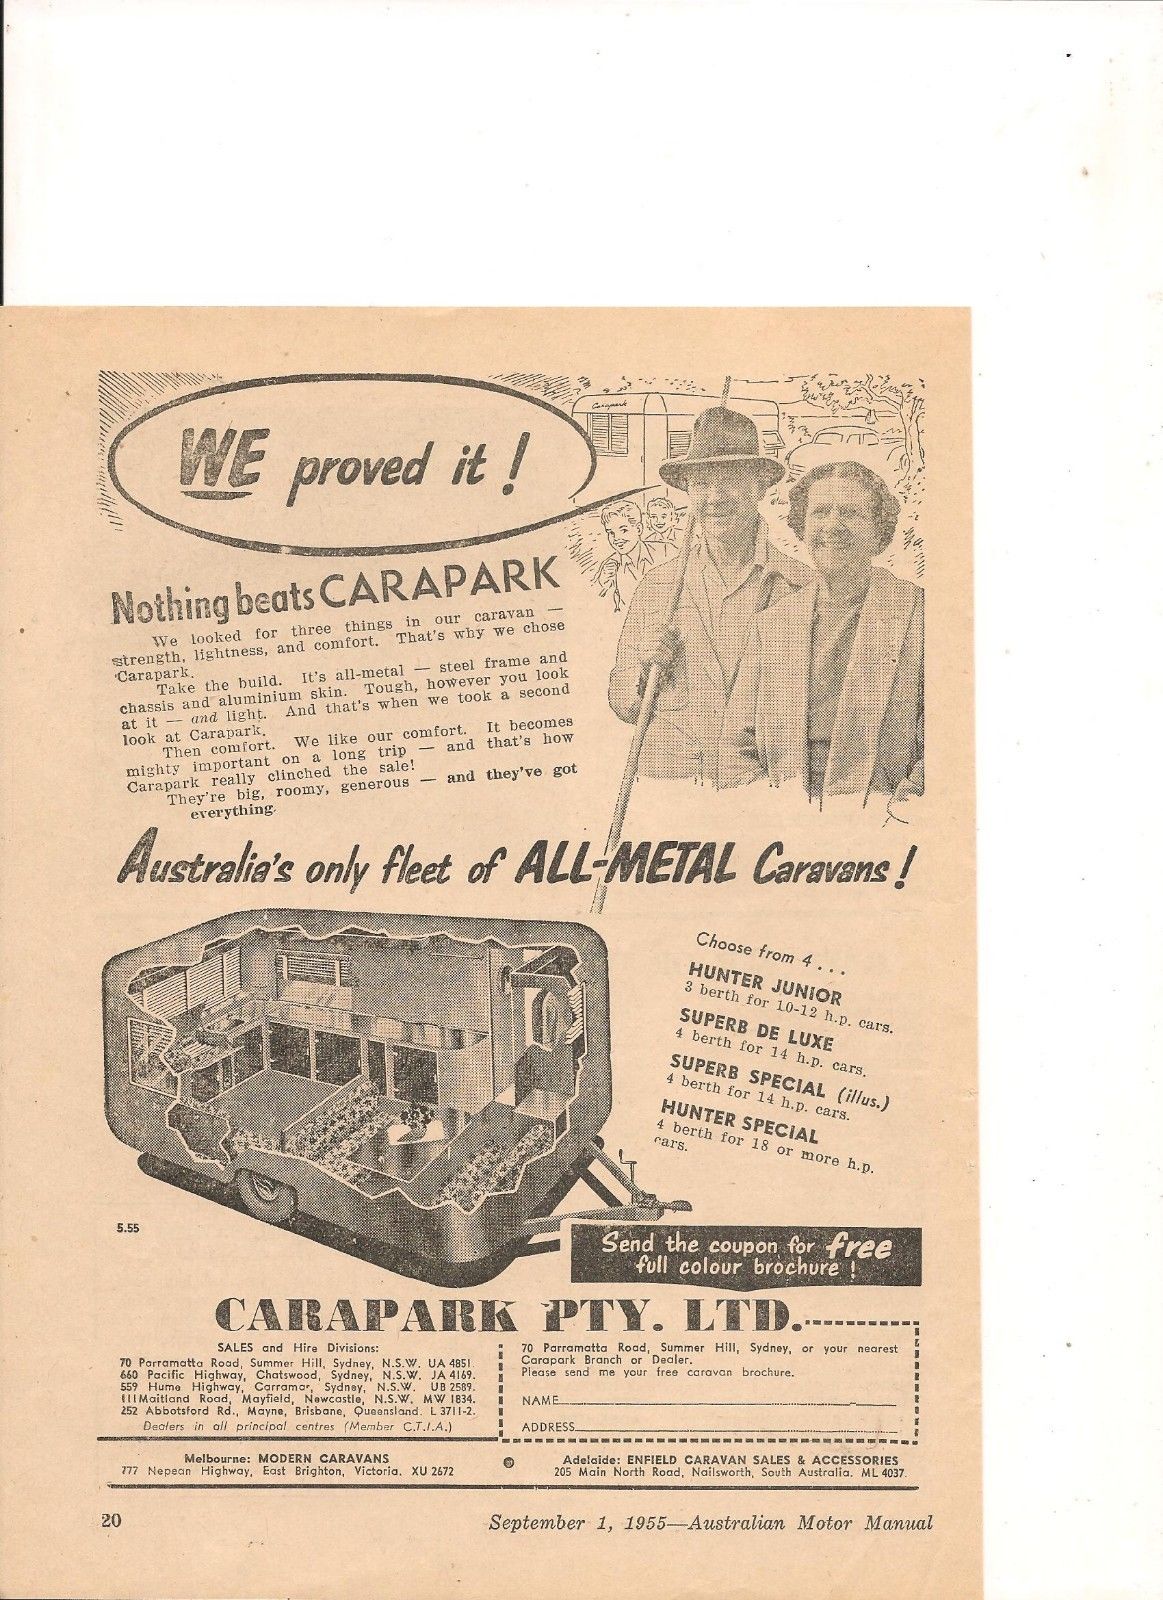 WE proved it!
Carapark
Nothing beats CARAPARK
We looked for three things in our caravan —
strength, lightness, and comfort. That's why we chose
Carapark.
Take the build. It's all-metal — steel frame and
chassis and aluminium skin. Tough, however you look
at it — and light. And that's when we took a second
look at Carapark.
Then comfort. We like our comfort. It becomes
mighty important on a long trip — and that's how
Carapark really clinched the sale!
They're big, roomy, generous — and they've got
everything.
Australia's only fleet of ALL-METAL Caravans!
Choose from 4 . . .
HUNTER JUNIOR
3 berth for 10-12 h.p. cars.
SUPERB DE LUXE
4 berth for 14 h.p. cars.
SUPERB SPECIAL (illus.)
4 berth for 14 h.p. cars.
HUNTER SPECIAL
4 berth for 18 or more h.p.
cars.
5.55
Send the coupon for free
full colour brochure!
CARAPARK PTY. LTD.
SALES and Hire Divisions:
70 Parramatta Road, Summer Hill, Sydney, N.S.W. UA 4851.
660 Pacific Highway, Chatswood, Sydney, N.S.W. JA 4169.
559 Hume Highway, Carramar, Sydney, N.S.W. UB 2589.
111 Maitland Road, Mayfield, Newcastle, N.S.W. MW 1834.
252 Abbotsford Rd., Mayne, Brisbane, Queensland. L 3711-2.
Dealers in all principal centres (Member C.T.I.A.)
70 Parramatta Road, Summer Hill, Sydney, or your nearest
Carapark Branch or Dealer.
Please send me your free caravan brochure.
NAME
ADDRESS
Melbourne: MODERN CARAVANS
777 Nepean Highway, East Brighton, Victoria. XU 2672
Adelaide: ENFIELD CARAVAN SALES & ACCESSORIES
205 Main North Road, Nailsworth, South Australia. ML 4037.
20
September 1, 1955—Australian Motor Manual